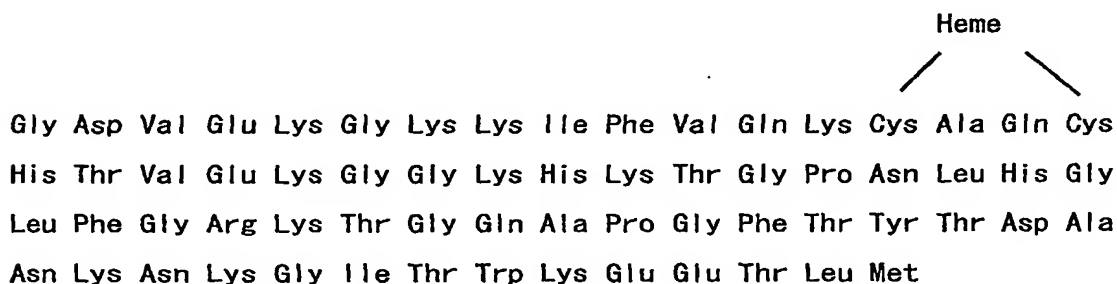 Heme
Gly Asp Val Glu Lys Gly Lys Lys Ile Phe Val Gln Lys Cys Ala Gln Cys
His Thr Val Glu Lys Gly Gly Lys His Lys Thr Gly Pro Asn Leu His Gly
Leu Phe Gly Arg Lys Thr Gly Gln Ala Pro Gly Phe Thr Tyr Thr Asp Ala
Asn Lys Asn Lys Gly Ile Thr Trp Lys Glu Glu Thr Leu Met